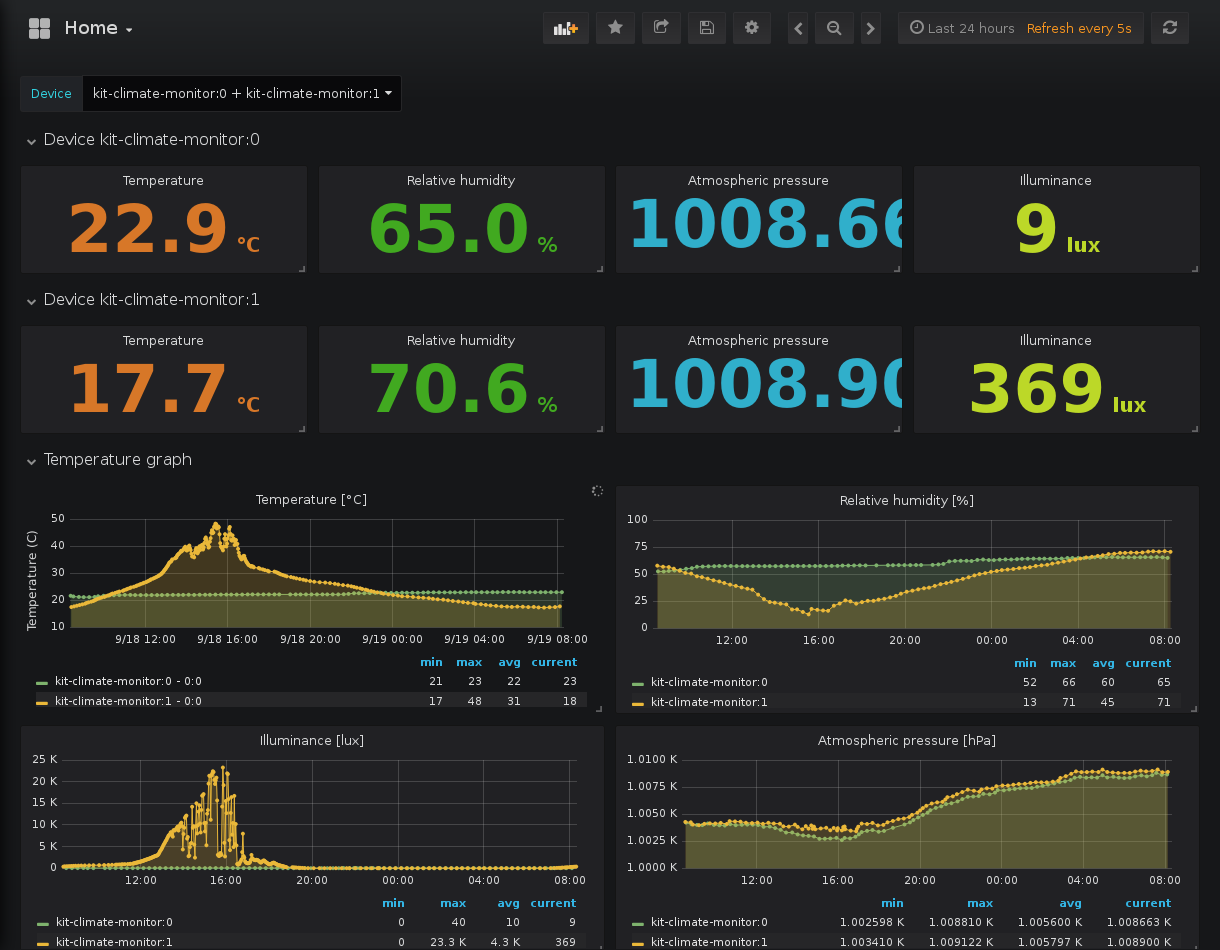 Home
Last 24 hours Refresh every 5s
Device kit-climate-monitor:0 + kit-climate-monitor:1
Device kit-climate-monitor:0
Temperature Relative humidity Atmospheric pressure Illuminance
22.9 °C 65.0 % 1008.66 9 lux
Device kit-climate-monitor:1
Temperature Relative humidity Atmospheric pressure Illuminance
17.7 °C 70.6 % 1008.90 369 lux
Temperature graph
Temperature [°C]
Temperature (C)
50
40
30
20
10
9/18 12:00 9/18 16:00 9/18 20:00 9/19 00:00 9/19 04:00 9/19 08:00
min max avg current
kit-climate-monitor:0 - 0:0 21 23 22 23
kit-climate-monitor:1 - 0:0 17 48 31 18
Relative humidity [%]
100
75
50
25
0
12:00 16:00 20:00 00:00 04:00 08:00
min max avg current
kit-climate-monitor:0 52 66 60 65
kit-climate-monitor:1 13 71 45 71
Illuminance [lux]
25 K
20 K
15 K
10 K
5 K
0
12:00 16:00 20:00 00:00 04:00 08:00
min max avg current
kit-climate-monitor:0 0 40 10 9
kit-climate-monitor:1 0 23.3 K 4.3 K 369
Atmospheric pressure [hPa]
1.0100 K
1.0075 K
1.0050 K
1.0025 K
1.0000 K
12:00 16:00 20:00 00:00 04:00 08:00
min max avg current
kit-climate-monitor:0 1.002598 K 1.008810 K 1.005600 K 1.008663 K
kit-climate-monitor:1 1.003410 K 1.009122 K 1.005797 K 1.008900 K